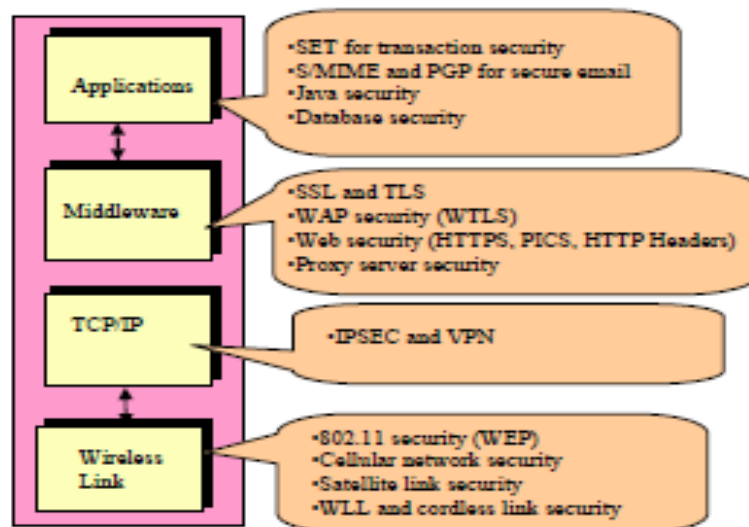 Applications
•SET for transaction security
•S/MIME and PGP for secure email
•Java security
•Database security
Middleware
•SSL and TLS
•WAP security (WTLS)
•Web security (HTTPS, PICS, HTTP Headers)
•Proxy server security
TCP/IP
•IPSEC and VPN
Wireless
Link
•802.11 security (WEP)
•Cellular network security
•Satellite link security
•WLL and cordless link security